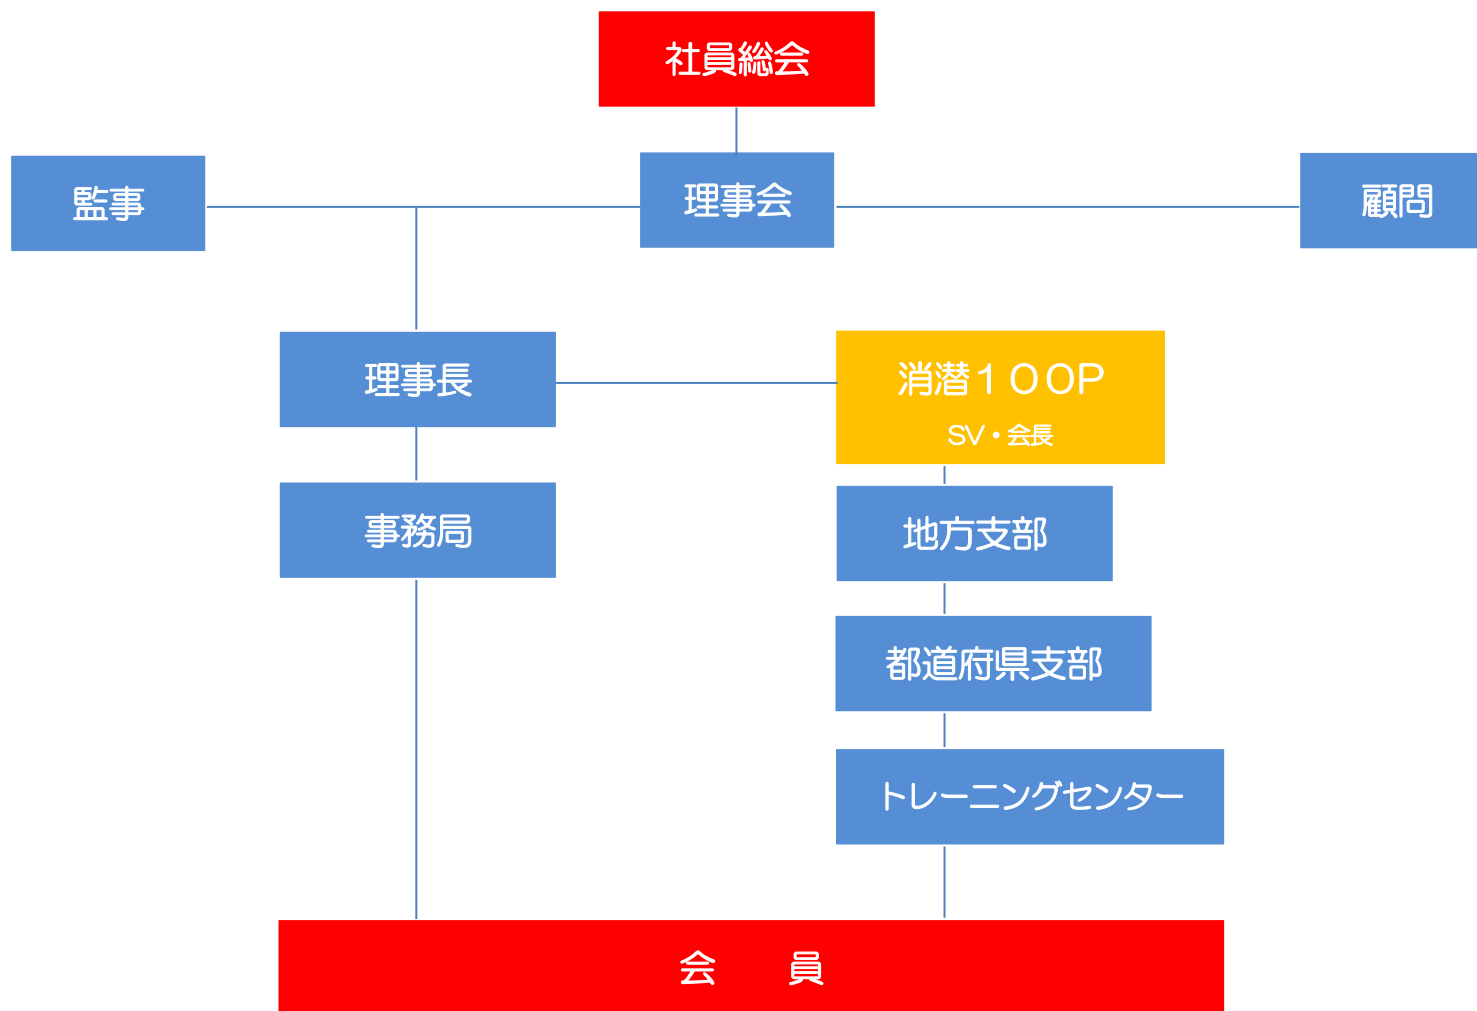 社員総会
監事
理事会
顧問
理事長
消潜１００Ｐ
ＳＶ・会長
事務局
地方支部
都道府県支部
トレーニングセンター
会　　員